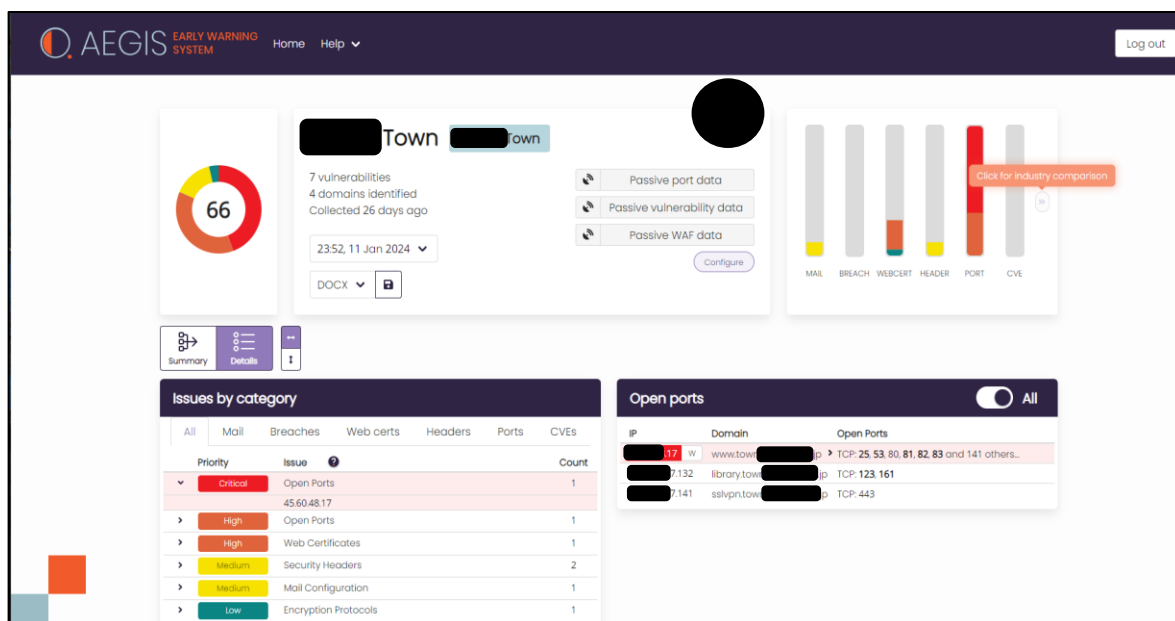 AEGIS EARLY WARNING SYSTEM Home Help Log out
66
Town Town
7 vulnerabilities
4 domains identified
Collected 26 days ago
23:52, 11 Jan 2024
DOCX
Passive port data
Passive vulnerability data
Passive WAF data
Configure
Click for industry comparison
MAIL BREACH WEBCERT HEADER PORT CVE
Summary Details
Issues by category
All Mail Breaches Web certs Headers Ports CVEs
Priority Issue Count
Critical Open Ports 1
45.60.48.17
High Open Ports 1
High Web Certificates 1
Medium Security Headers 2
Medium Mail Configuration 1
Low Encryption Protocols 1
Open ports All
IP Domain Open Ports
.17 W www.town .jp TCP: 25, 53, 80, 81, 82, 83 and 141 others...
7.132 library.town .jp TCP: 123, 161
7.141 sslvpn.town .jp TCP: 443